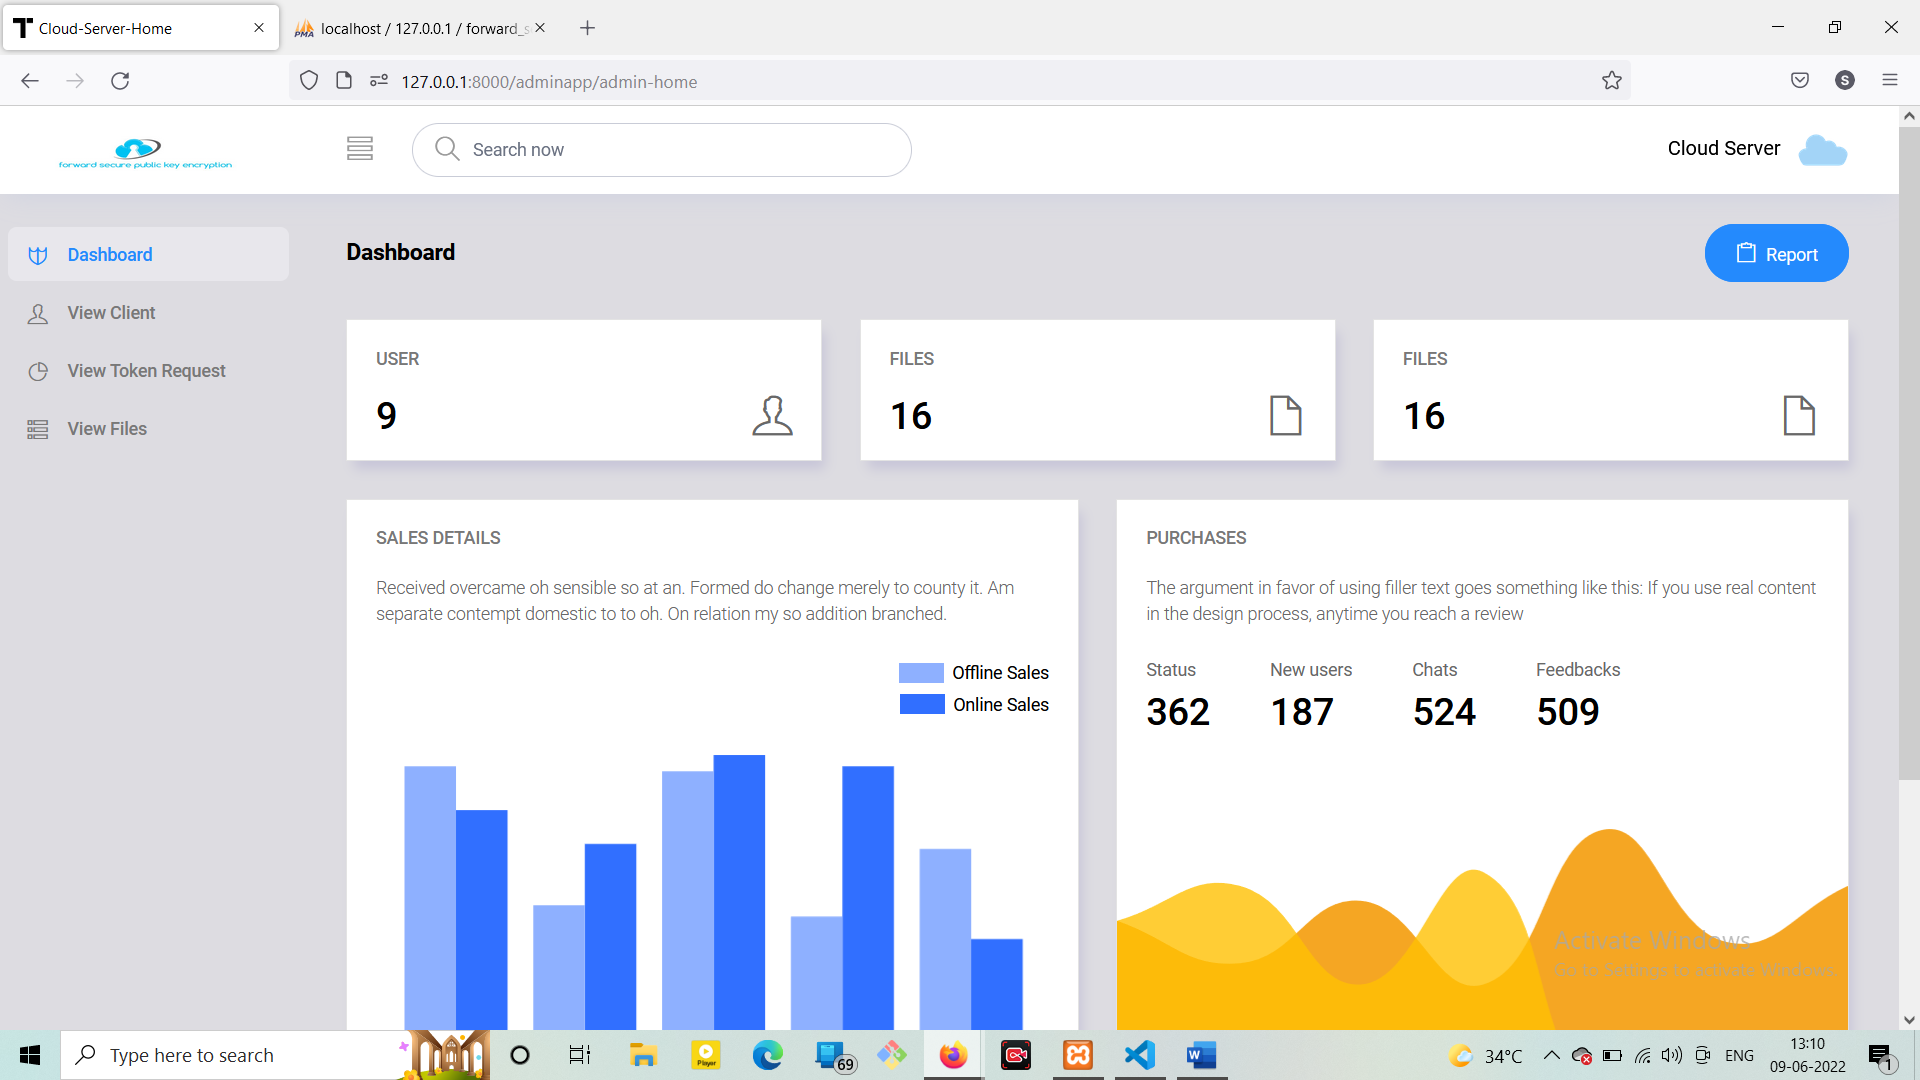 Cloud-Server-Home
localhost / 127.0.0.1 / forward_s
127.0.0.1:8000/adminapp/admin-home
S
forward secure public key encryption
Search now
Cloud Server
Dashboard
View Client
View Token Request
View Files
Dashboard
Report
USER
9
FILES
16
FILES
16
SALES DETAILS
Received overcame oh sensible so at an. Formed do change merely to county it. Am
separate contempt domestic to to oh. On relation my so addition branched.
Offline Sales
Online Sales
PURCHASES
The argument in favor of using filler text goes something like this: If you use real content
in the design process, anytime you reach a review
Status
New users
Chats
Feedbacks
362
187
524
509
Activate Windows
Go to Settings to activate Windows.
Type here to search
Player
69
34°C
ENG
13:10
09-06-2022
1